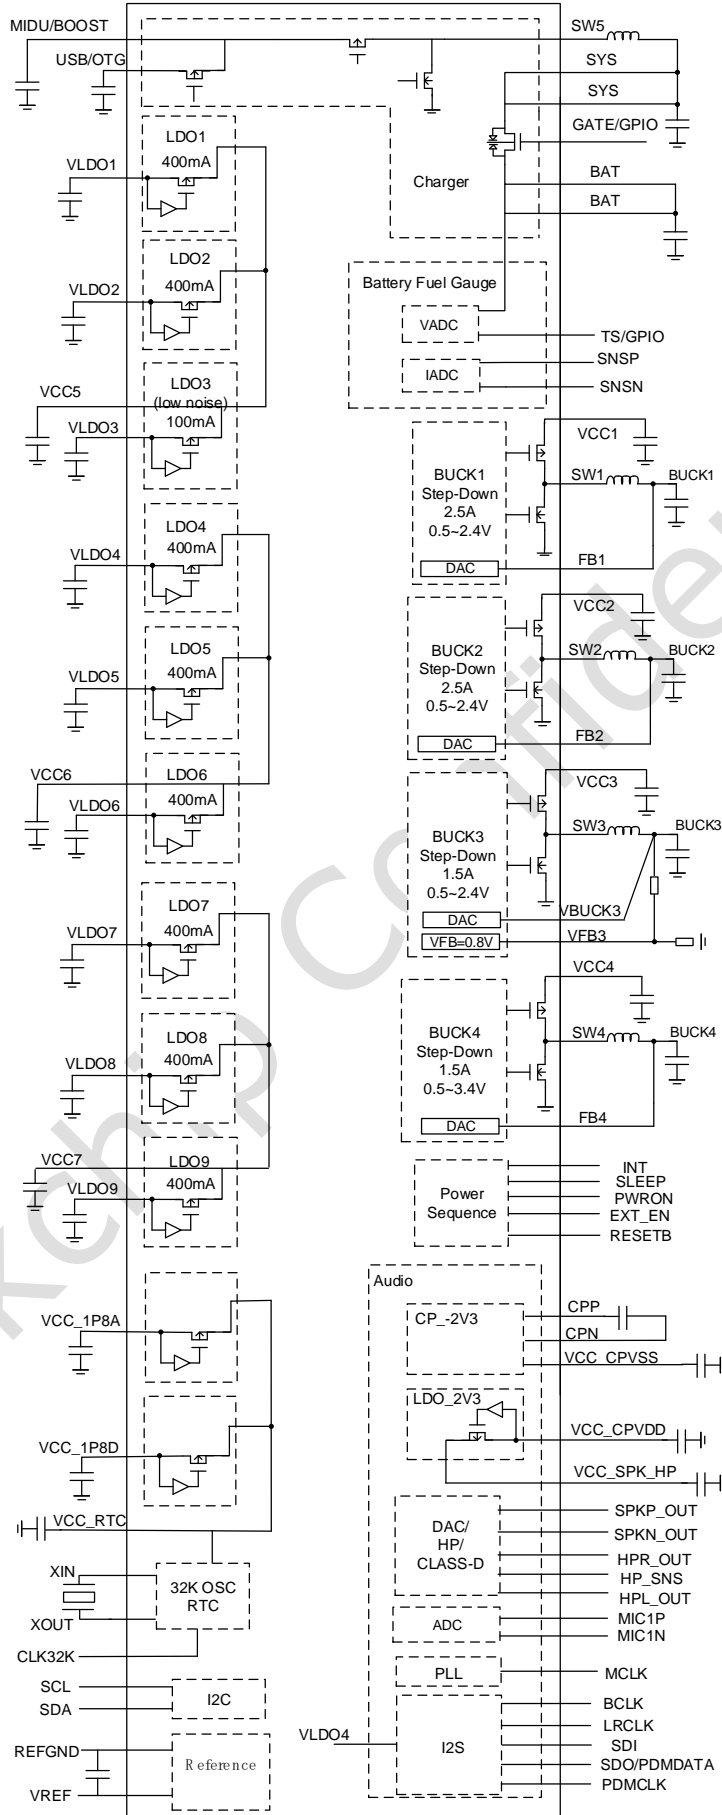 MIDU/BOOST
USB/OTG
SW5
SYS
SYS
GATE/GPIO
Charger
BAT
BAT
LDO1
400mA
VLDO1
LDO2
400mA
VLDO2
Battery Fuel Gauge
VADC
TS/GPIO
IADC
SNSP
SNSN
VCC5
LDO3
(low noise)
100mA
VLDO3
BUCK1
Step-Down
2.5A
0.5~2.4V
DAC
VCC1
SW1
BUCK1
FB1
LDO4
400mA
VLDO4
LDO5
400mA
VLDO5
BUCK2
Step-Down
2.5A
0.5~2.4V
DAC
VCC2
SW2
BUCK2
FB2
VCC6
LDO6
400mA
VLDO6
BUCK3
Step-Down
1.5A
0.5~2.4V
DAC
VFB=0.8V
VCC3
SW3
BUCK3
VBUCK3
VFB3
LDO7
400mA
VLDO7
LDO8
400mA
VLDO8
BUCK4
Step-Down
1.5A
0.5~3.4V
DAC
VCC4
SW4
BUCK4
FB4
VCC7
LDO9
400mA
VLDO9
Power
Sequence
INT
SLEEP
PWRON
EXT_EN
RESETB
Audio
CP_-2V3
CPP
CPN
VCC_CPVSS
VCC_1P8A
LDO_2V3
VCC_CPVDD
VCC_SPK_HP
VCC_1P8D
VCC_RTC
DAC/
HP/
CLASS-D
SPKP_OUT
SPKN_OUT
HPR_OUT
HP_SNS
HPL_OUT
XIN
XOUT
32K OSC
RTC
CLK32K
ADC
MIC1P
MIC1N
PLL
MCLK
SCL
SDA
I2C
VLDO4
I2S
BCLK
LRCLK
SDI
SDO/PDMDATA
PDMCLK
REFGND
VREF
Reference
kchip Confiden